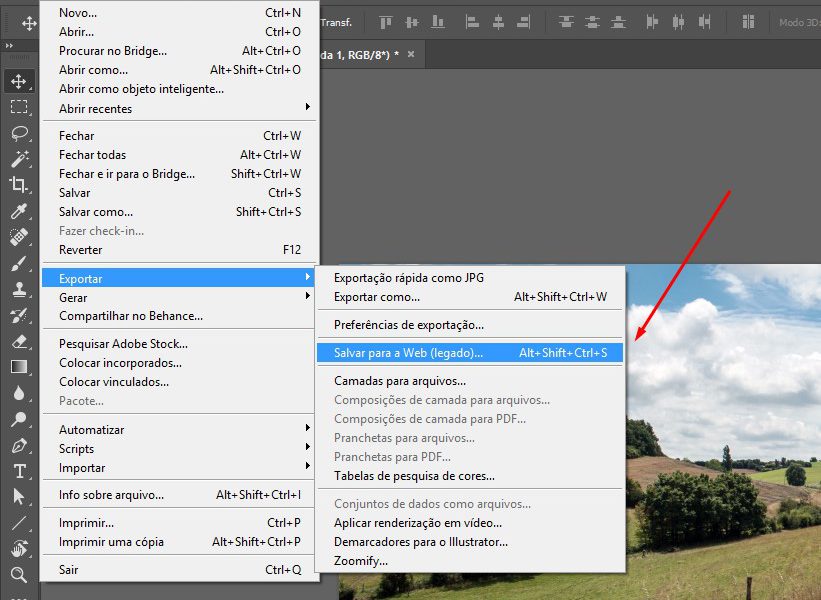 Transf.
Modo 3D:
da 1, RGB/8*) * ×
Novo... Ctrl+N
Abrir... Ctrl+O
Procurar no Bridge... Alt+Ctrl+O
Abrir como... Alt+Shift+Ctrl+O
Abrir como objeto inteligente...
Abrir recentes
Fechar Ctrl+W
Fechar todas Alt+Ctrl+W
Fechar e ir para o Bridge... Shift+Ctrl+W
Salvar Ctrl+S
Salvar como... Shift+Ctrl+S
Fazer check-in...
Reverter F12
Exportar
Gerar
Compartilhar no Behance...
Pesquisar Adobe Stock...
Colocar incorporados...
Colocar vinculados...
Pacote...
Automatizar
Scripts
Importar
Info sobre arquivo... Alt+Shift+Ctrl+I
Imprimir... Ctrl+P
Imprimir uma cópia Alt+Shift+Ctrl+P
Sair Ctrl+Q
Exportação rápida como JPG
Exportar como... Alt+Shift+Ctrl+W
Preferências de exportação...
Salvar para a Web (legado)... Alt+Shift+Ctrl+S
Camadas para arquivos...
Composições de camada para arquivos...
Composições de camada para PDF...
Pranchetas para arquivos...
Pranchetas para PDF...
Tabelas de pesquisa de cores...
Conjuntos de dados como arquivos...
Aplicar renderização em vídeo...
Demarcadores para o Illustrator...
Zoomify...